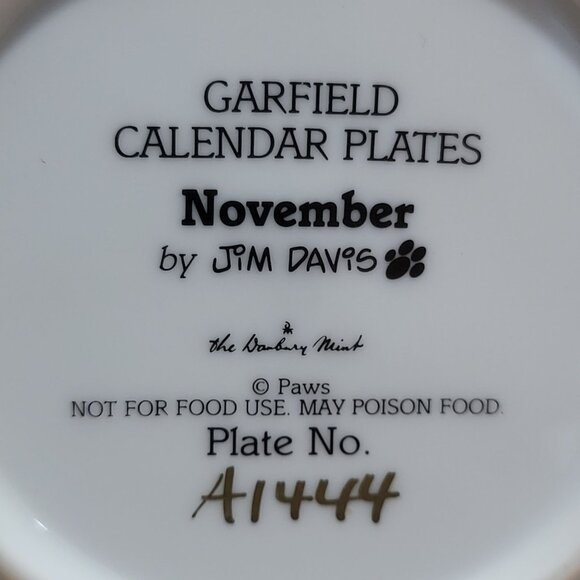 GARFIELD
CALENDAR PLATES
November
by JiM DAViS
the Danbury Mint
© Paws
NOT FOR FOOD USE. MAY POISON FOOD.
Plate No.
A1444